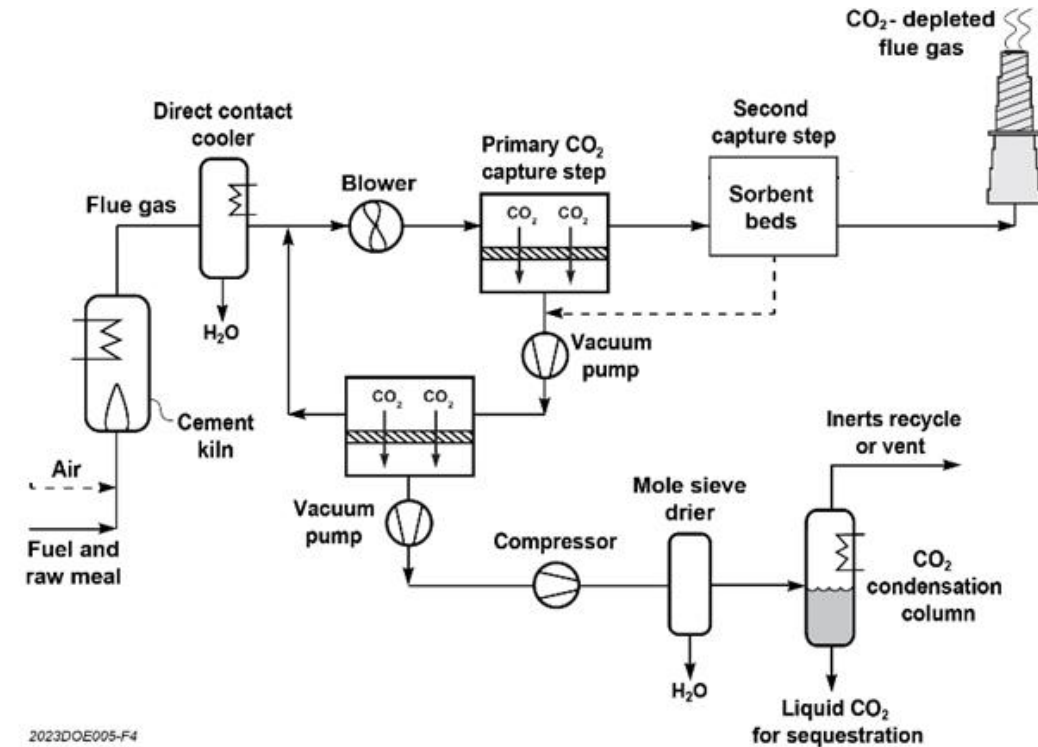 CO₂- depleted
flue gas
Direct contact
cooler
Second
capture step
Primary CO₂
capture step
Blower
Flue gas
CO₂ CO₂
Sorbent
beds
H₂O
Vacuum
pump
CO₂ CO₂
Cement
kiln
Inerts recycle
or vent
Air
Mole sieve
drier
Vacuum
pump
Compressor
Fuel and
raw meal
CO₂
condensation
column
H₂O
Liquid CO₂
for sequestration
2023DOE005-F4